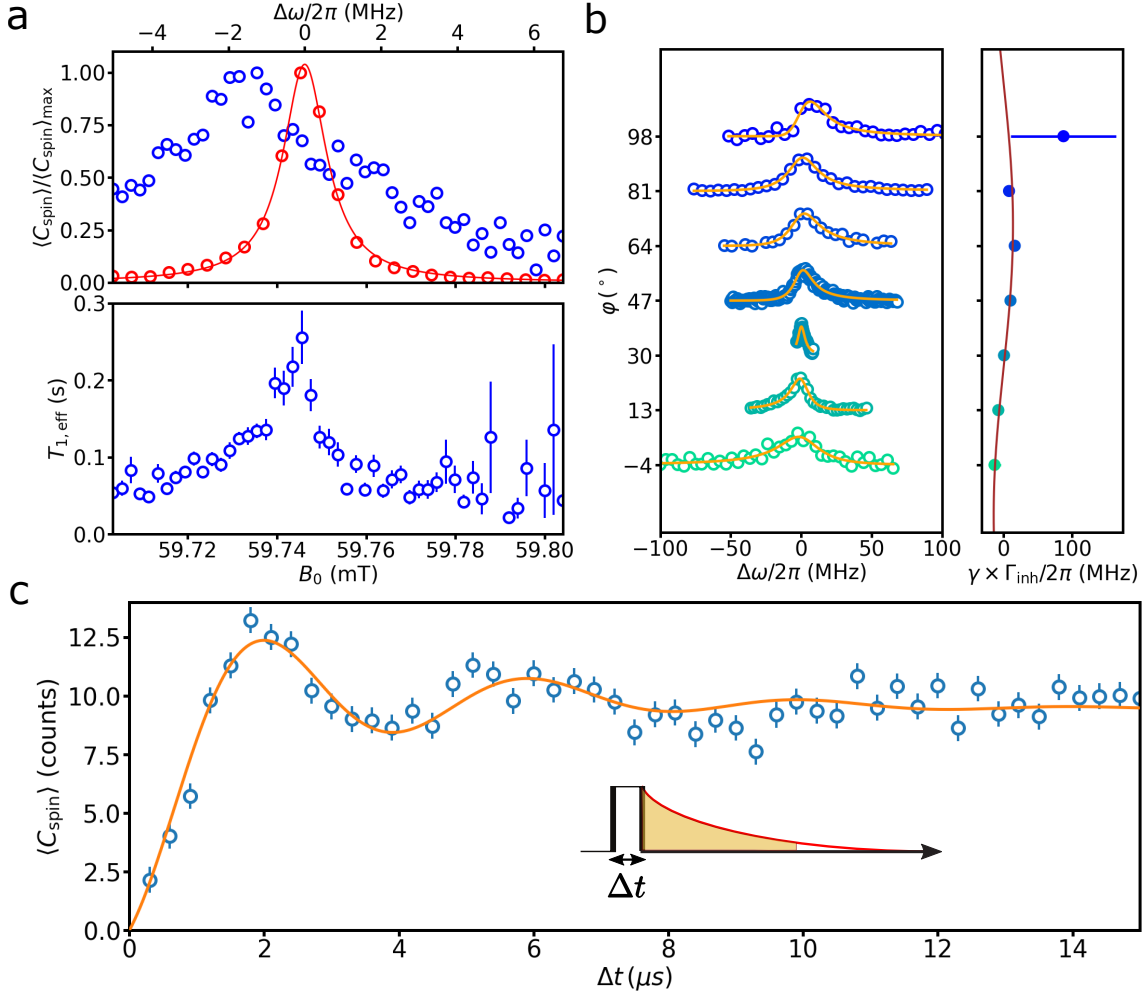 a
Δω/2π (MHz)
−4 −2 0 2 4 6
⟨C_spin⟩/⟨C_spin⟩_max
1.00
0.75
0.50
0.25
0.00
T_1, eff (s)
0.3
0.2
0.1
0.0
59.72 59.74 59.76 59.78 59.80
B_0 (mT)
b
φ (°)
98
81
64
47
30
13
−4
−100 −50 0 50 100
Δω/2π (MHz)
0 100
γ × Γ_inh/2π (MHz)
c
⟨C_spin⟩ (counts)
12.5
10.0
7.5
5.0
2.5
0.0
Δt
0 2 4 6 8 10 12 14
Δt (μs)